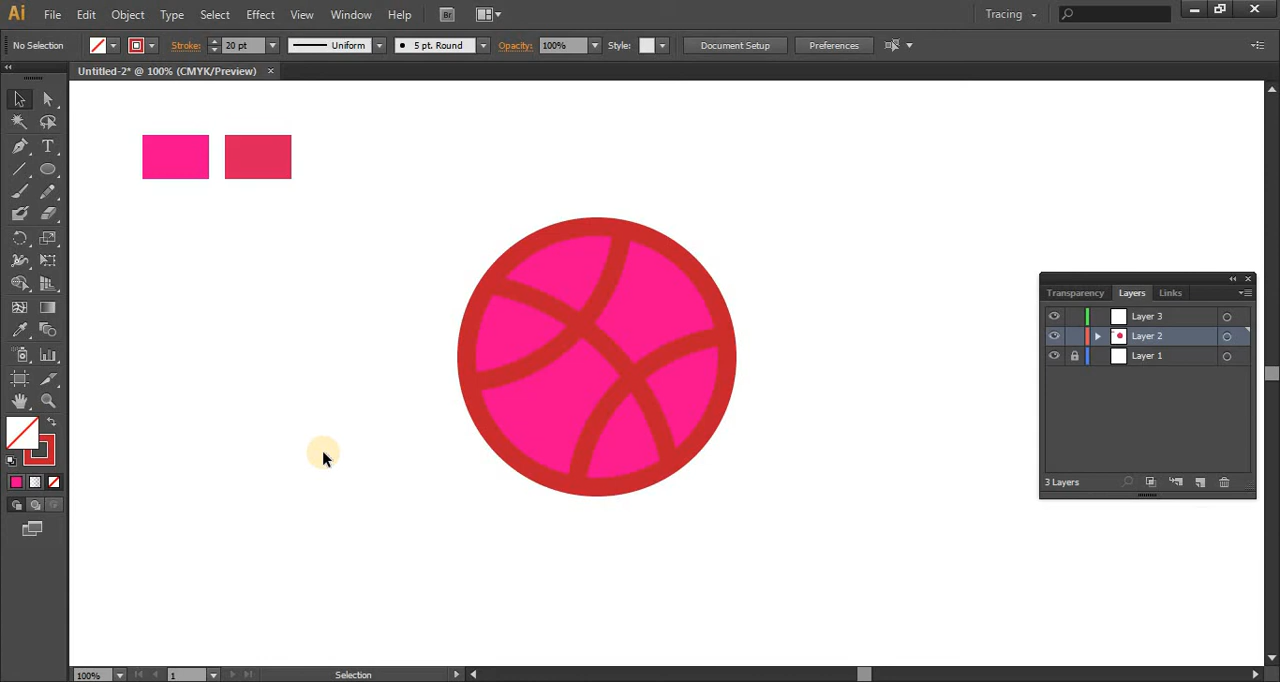 Ai File Edit Object Type Select Effect View Window Help Br Tracing
No Selection Stroke: 20 pt Uniform 5 pt. Round Opacity: 100% Style: Document Setup Preferences
Untitled-2* @ 100% (CMYK/Preview)
Transparency Layers Links
Layer 3
Layer 2
Layer 1
3 Layers
100% 1 Selection